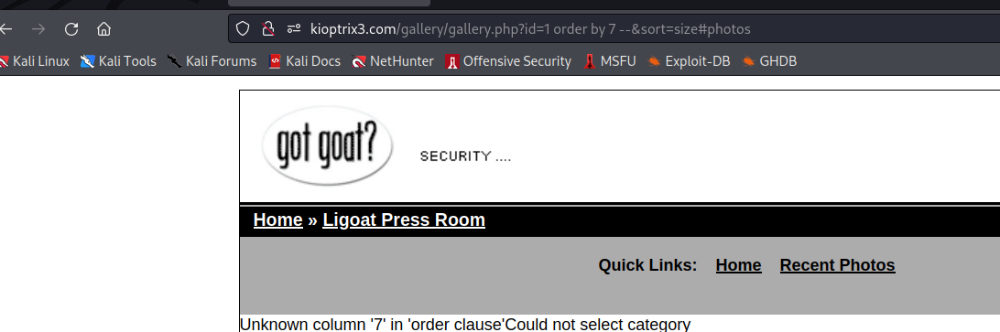 kioptrix3.com/gallery/gallery.php?id=1 order by 7 --&sort=size#photos
Kali Linux Kali Tools Kali Forums Kali Docs NetHunter Offensive Security MSFU Exploit-DB GHDB
got goat?
SECURITY ....
Home » Ligoat Press Room
Quick Links: Home Recent Photos
Unknown column '7' in 'order clause'Could not select category